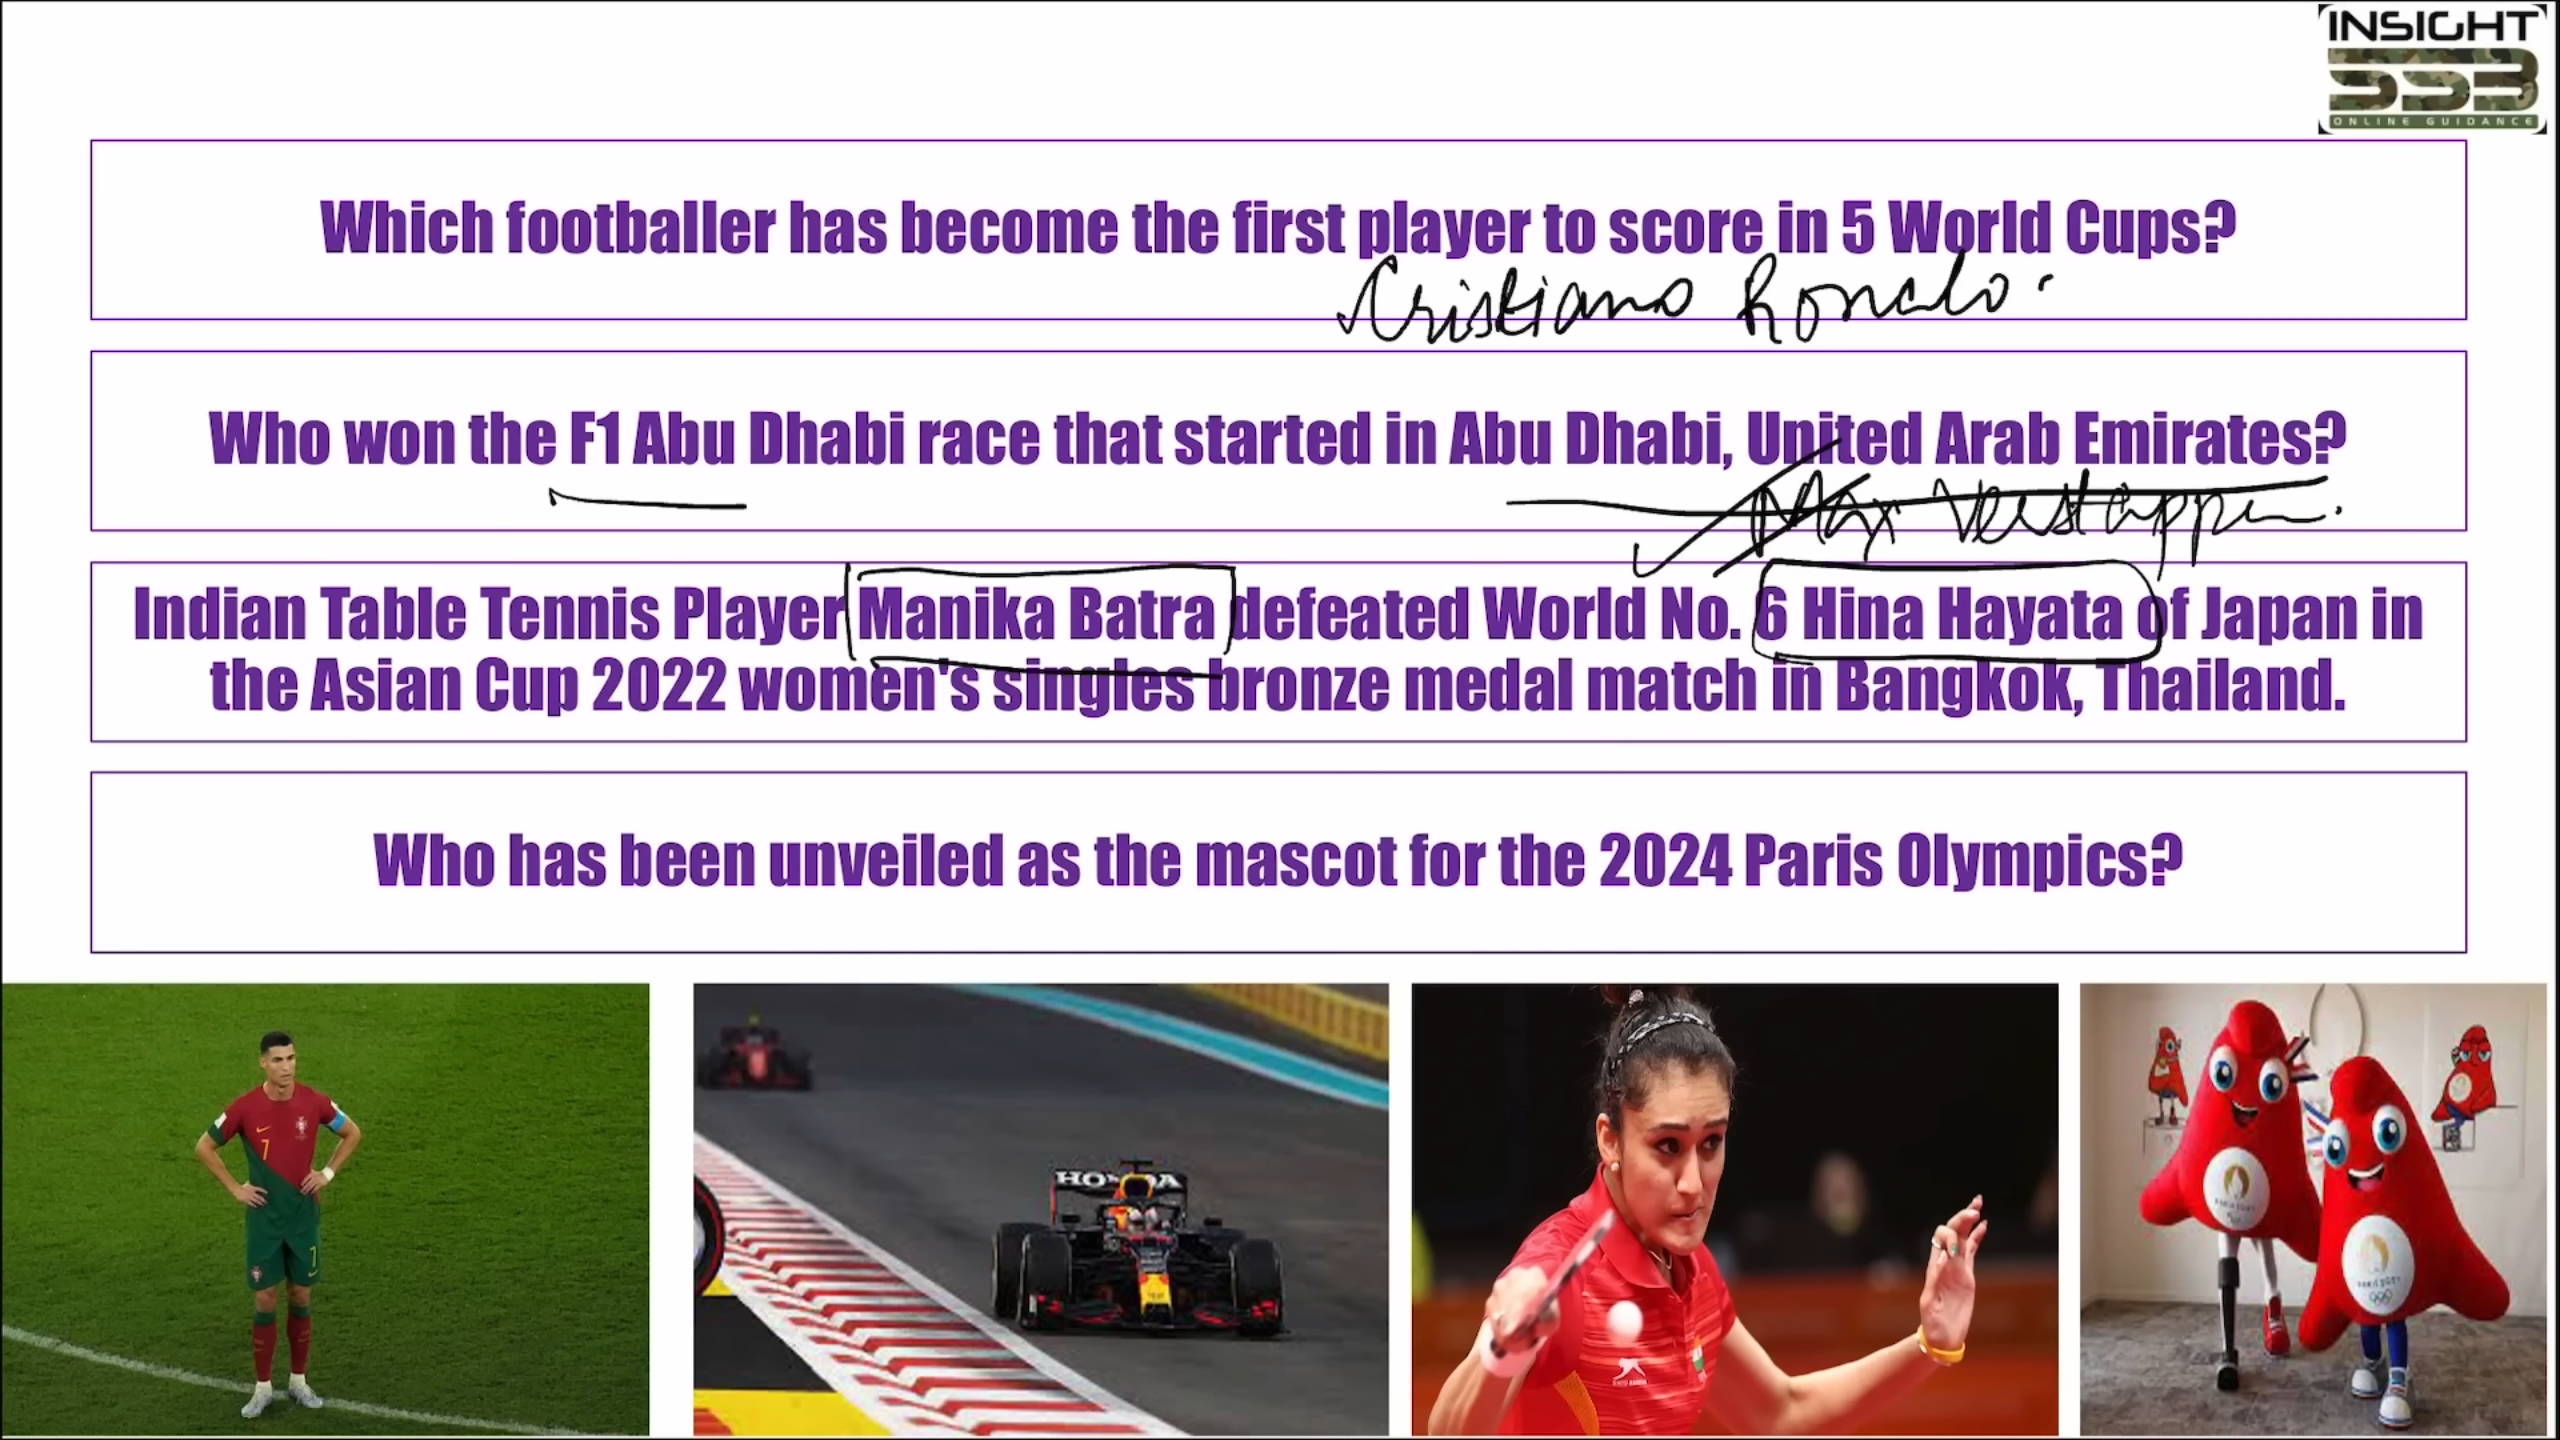 INSIGHT
SSB
ONLINE GUIDANCE
Which footballer has become the first player to score in 5 World Cups?
Cristiano Ronaldo.
Who won the F1 Abu Dhabi race that started in Abu Dhabi, United Arab Emirates?
Max Verstappen.
Indian Table Tennis Player Manika Batra defeated World No. 6 Hina Hayata of Japan in
the Asian Cup 2022 women's singles bronze medal match in Bangkok, Thailand.
Who has been unveiled as the mascot for the 2024 Paris Olympics?
7
7
HONDA